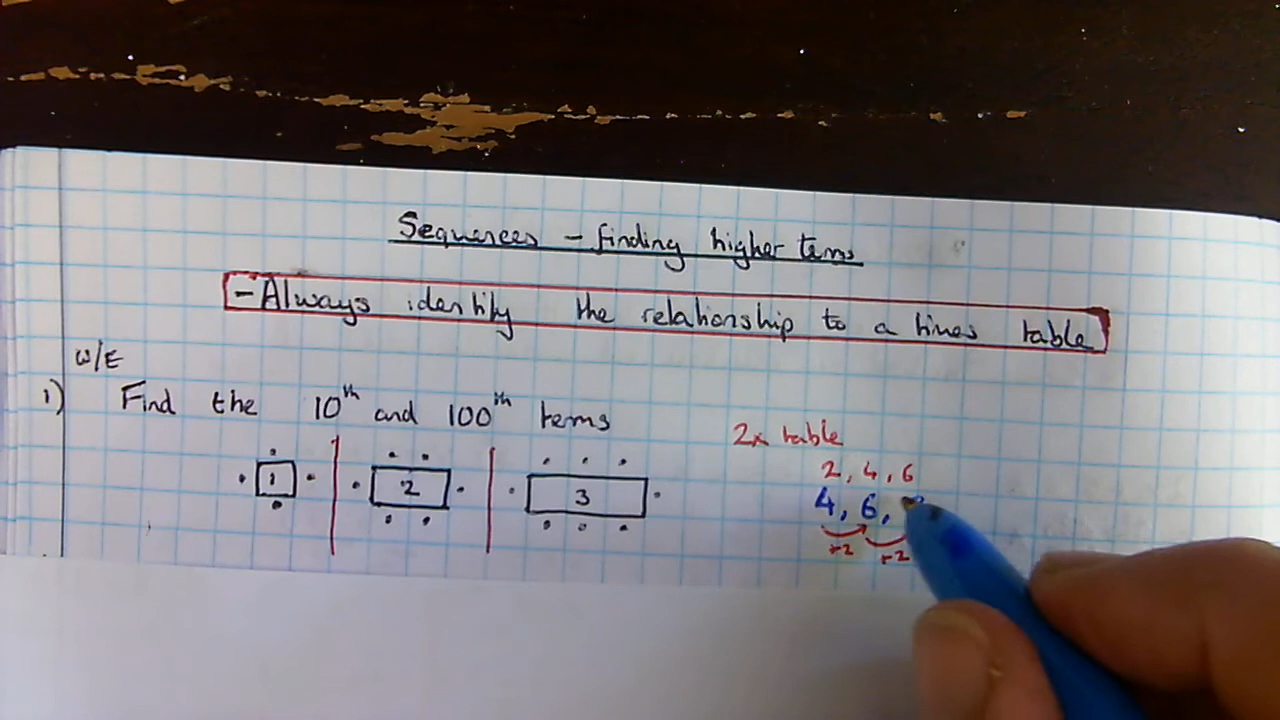 Sequences - finding higher terms
- Always identify the relationship to a times table
W/E
1) Find the 10th and 100th terms
2x table
1 2 3
2, 4, 6
4, 6,
+2 +2